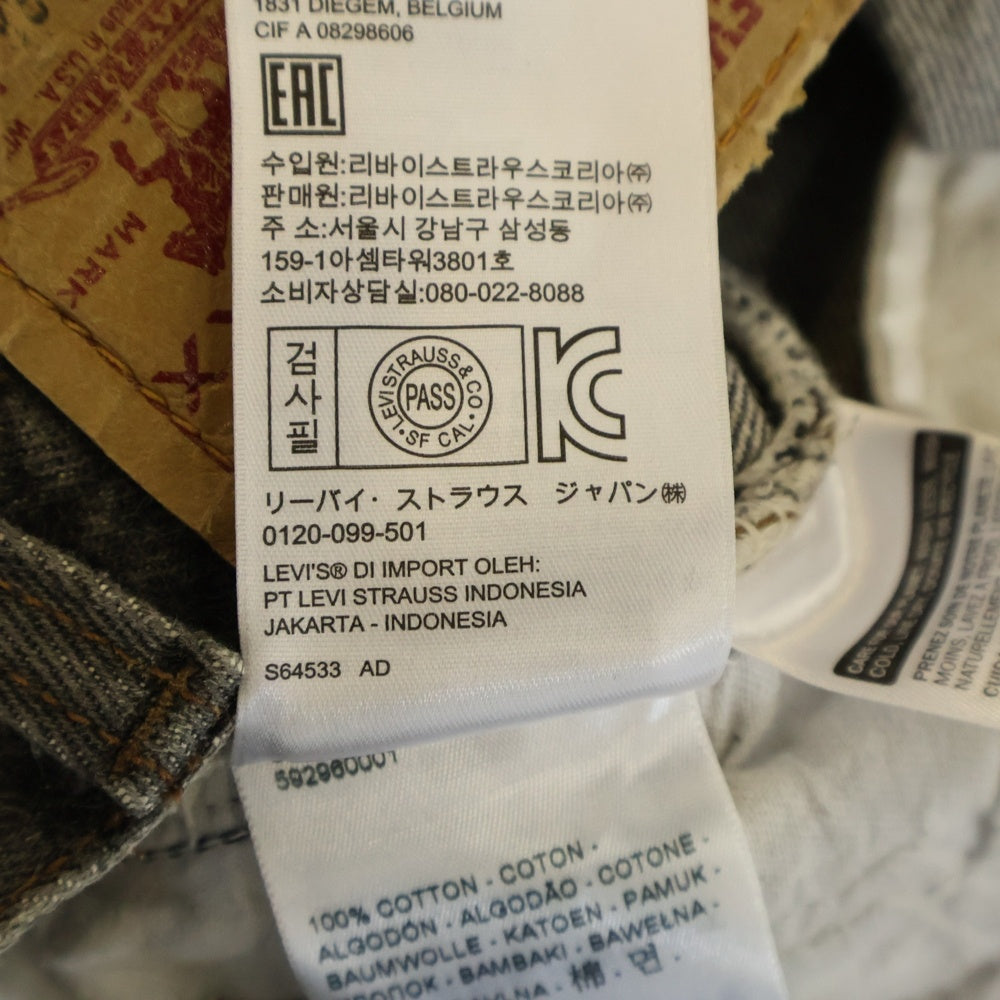 1831 DIEGEM, BELGIUM
CIF A 08298606
EAC
수입원:리바이스트라우스코리아㈜
판매원:리바이스트라우스코리아㈜
주 소:서울시 강남구 삼성동
159-1아셈타워3801호
소비자상담실:080-022-8088
검사필
LEVI STRAUSS & CO
PASS
SF CAL
KC
リーバイ・ストラウス ジャパン㈱
0120-099-501
LEVI'S® DI IMPORT OLEH:
PT LEVI STRAUSS INDONESIA
JAKARTA - INDONESIA
S64533 AD
592960001
100% COTTON - COTON -
ALGODÓN - ALGODÃO - COTONE -
BAUMWOLLE - KATOEN - PAMUK -
BAMBAKI - BAWEŁNA -
棉 - 면 -
MARK
U.S.A.
PRENEZ SOIN DE
MOINS, LAVEZ À